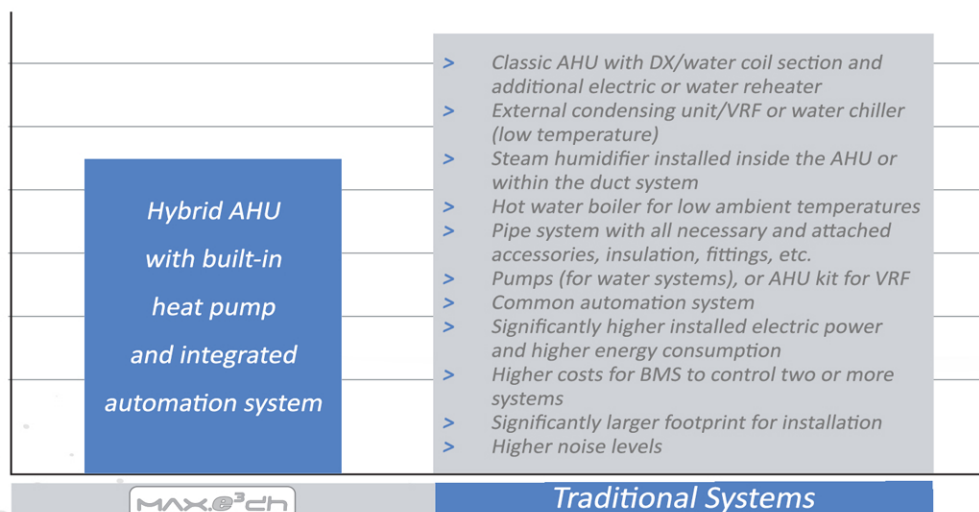 Hybrid AHU
with built-in
heat pump
and integrated
automation system
> Classic AHU with DX/water coil section and
additional electric or water reheater
> External condensing unit/VRF or water chiller
(low temperature)
> Steam humidifier installed inside the AHU or
within the duct system
> Hot water boiler for low ambient temperatures
> Pipe system with all necessary and attached
accessories, insulation, fittings, etc.
> Pumps (for water systems), or AHU kit for VRF
> Common automation system
> Significantly higher installed electric power
and higher energy consumption
> Higher costs for BMS to control two or more
systems
> Significantly larger footprint for installation
> Higher noise levels
MAX.e³dh
Traditional Systems